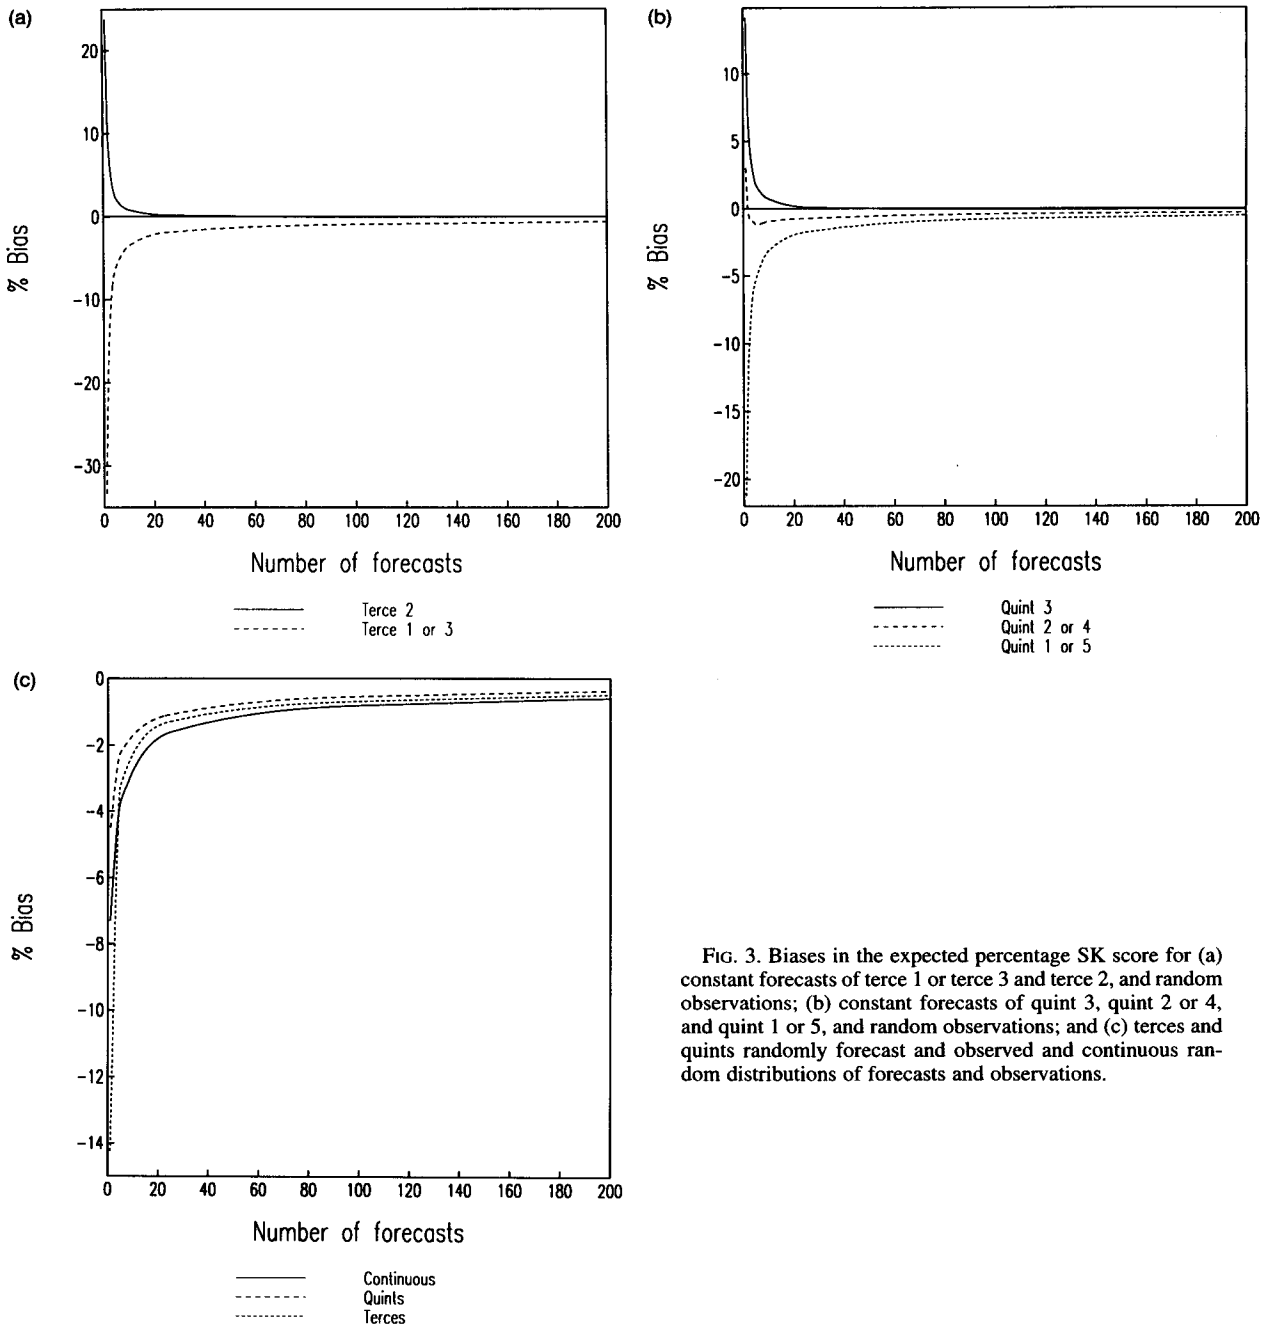 (a)
20
10
0
−10
−20
−30
% Bias
0 20 40 60 80 100 120 140 160 180 200
Number of forecasts
Terce 2
Terce 1 or 3
(b)
10
5
0
−5
−10
−15
−20
% Bias
0 20 40 60 80 100 120 140 160 180 200
Number of forecasts
Quint 3
Quint 2 or 4
Quint 1 or 5
(c)
0
−2
−4
−6
−8
−10
−12
−14
% Bias
0 20 40 60 80 100 120 140 160 180 200
Number of forecasts
Continuous
Quints
Terces
FIG. 3. Biases in the expected percentage SK score for (a)
constant forecasts of terce 1 or terce 3 and terce 2, and random
observations; (b) constant forecasts of quint 3, quint 2 or 4,
and quint 1 or 5, and random observations; and (c) terces and
quints randomly forecast and observed and continuous ran-
dom distributions of forecasts and observations.